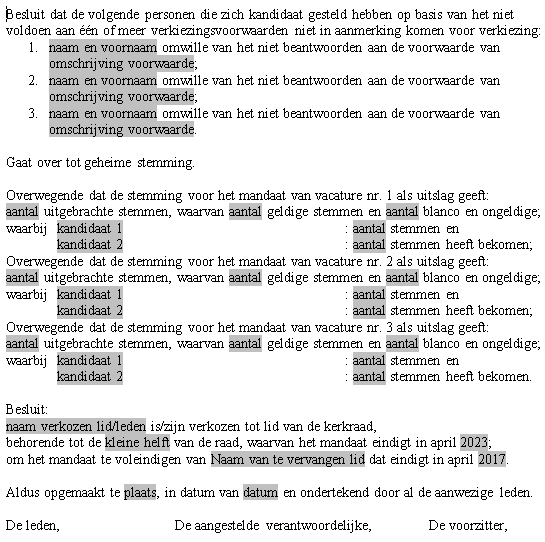 Besluit dat de volgende personen die zich kandidaat gesteld hebben op basis van het niet
voldoen aan één of meer verkiezingsvoorwaarden niet in aanmerking komen voor verkiezing:
1. naam en voornaam omwille van het niet beantwoorden aan de voorwaarde van
omschrijving voorwaarde;
2. naam en voornaam omwille van het niet beantwoorden aan de voorwaarde van
omschrijving voorwaarde;
3. naam en voornaam omwille van het niet beantwoorden aan de voorwaarde van
omschrijving voorwaarde.
Gaat over tot geheime stemming.
Overwegende dat de stemming voor het mandaat van vacature nr. 1 als uitslag geeft:
aantal uitgebrachte stemmen, waarvan aantal geldige stemmen en aantal blanco en ongeldige;
waarbij kandidaat 1 : aantal stemmen en
kandidaat 2 : aantal stemmen heeft bekomen;
Overwegende dat de stemming voor het mandaat van vacature nr. 2 als uitslag geeft:
aantal uitgebrachte stemmen, waarvan aantal geldige stemmen en aantal blanco en ongeldige;
waarbij kandidaat 1 : aantal stemmen en
kandidaat 2 : aantal stemmen heeft bekomen;
Overwegende dat de stemming voor het mandaat van vacature nr. 3 als uitslag geeft:
aantal uitgebrachte stemmen, waarvan aantal geldige stemmen en aantal blanco en ongeldige;
waarbij kandidaat 1 : aantal stemmen en
kandidaat 2 : aantal stemmen heeft bekomen.
Besluit:
naam verkozen lid/leden is/zijn verkozen tot lid van de kerkraad,
behorende tot de kleine helft van de raad, waarvan het mandaat eindigt in april 2023;
om het mandaat te voleindigen van Naam van te vervangen lid dat eindigt in april 2017.
Aldus opgemaakt te plaats, in datum van datum en ondertekend door al de aanwezige leden.
De leden, De aangestelde verantwoordelijke, De voorzitter,